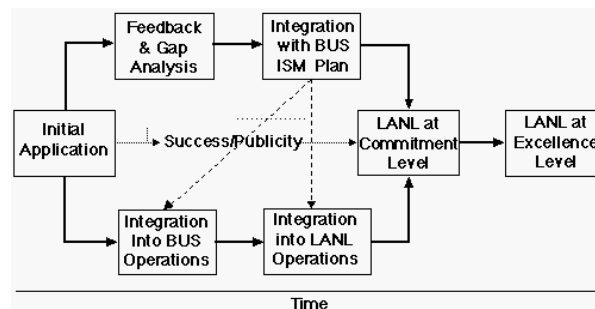 Feedback
& Gap
Analysis
Integration
with BUS
ISM Plan
Initial
Application
Success/Publicity
LANL at
Commitment
Level
LANL at
Excellence
Level
Integration
Into BUS
Operations
Integration
into LANL
Operations
Time